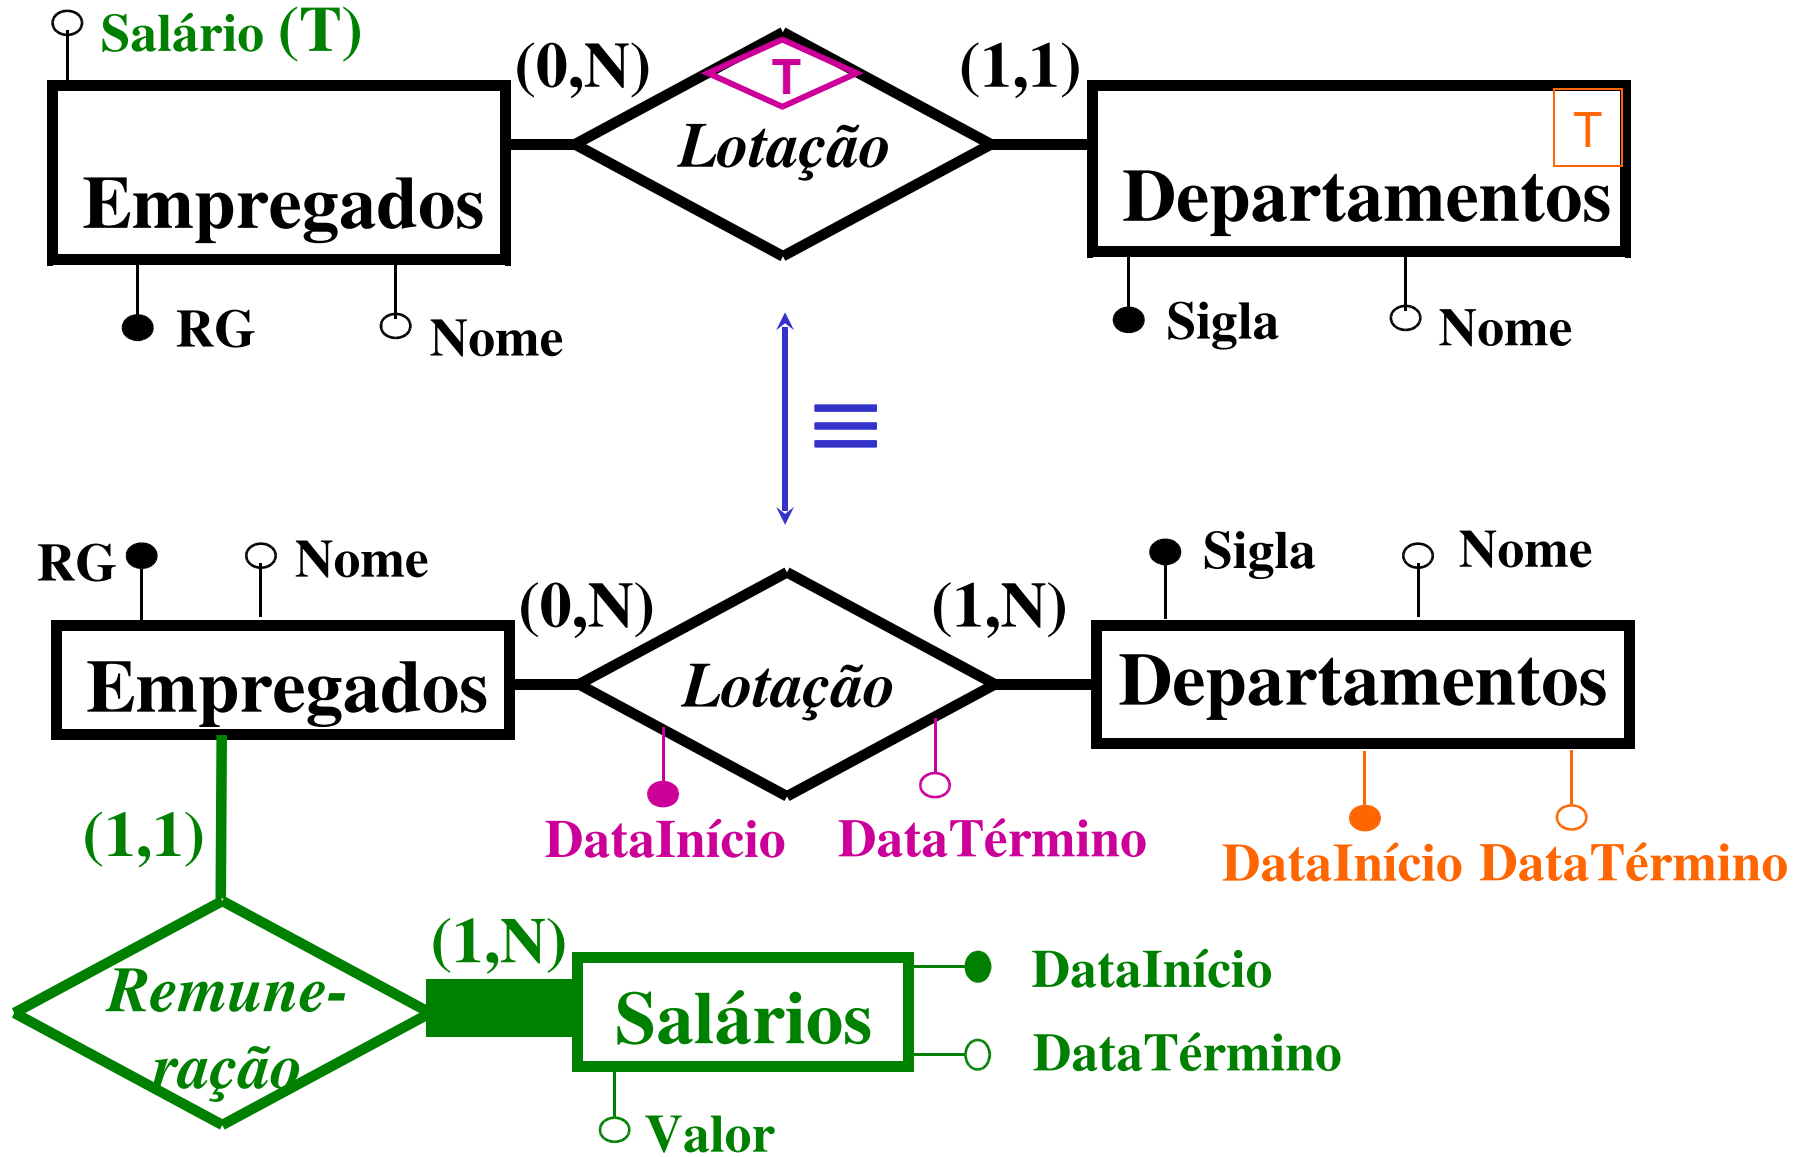 Salário (T)
(0,N)
T
(1,1)
T
Lotação
Empregados
Departamentos
RG
Nome
Sigla
Nome
≡
RG
Nome
Sigla
Nome
(0,N)
(1,N)
Empregados
Lotação
Departamentos
(1,1)
DataInício
DataTérmino
DataInício
DataTérmino
(1,N)
Remune-
ração
Salários
DataInício
DataTérmino
Valor